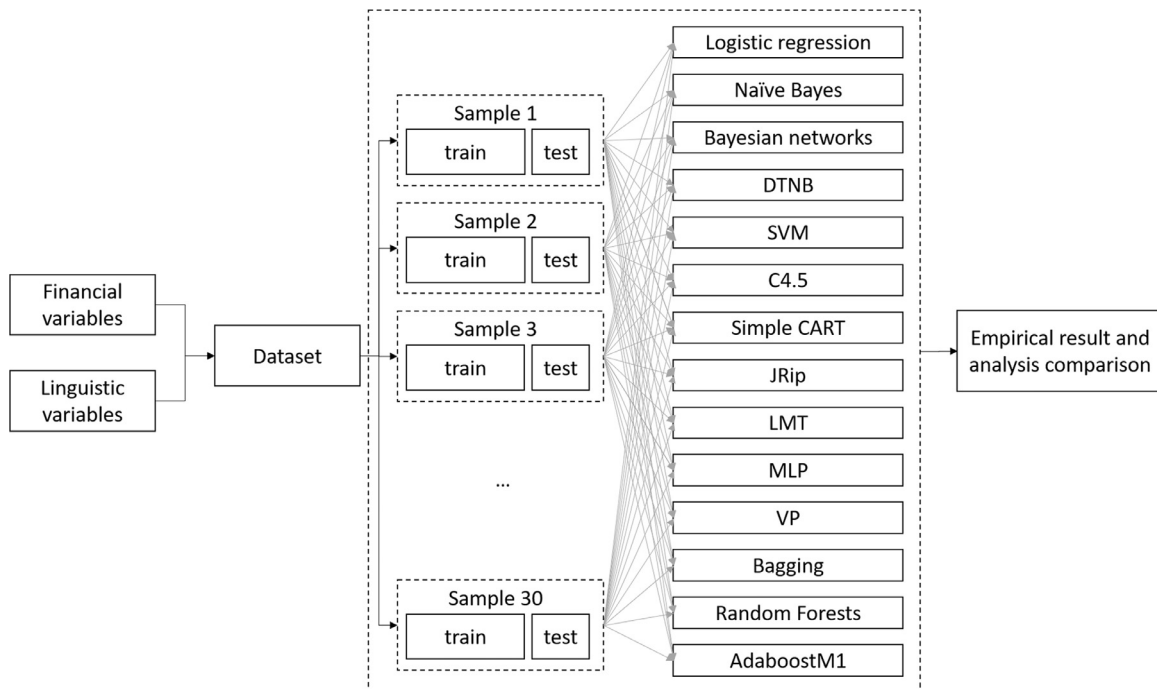 Financial
variables
Linguistic
variables
Dataset
Sample 1
train
test
Sample 2
train
test
Sample 3
train
test
...
Sample 30
train
test
Logistic regression
Naïve Bayes
Bayesian networks
DTNB
SVM
C4.5
Simple CART
JRip
LMT
MLP
VP
Bagging
Random Forests
AdaboostM1
Empirical result and
analysis comparison